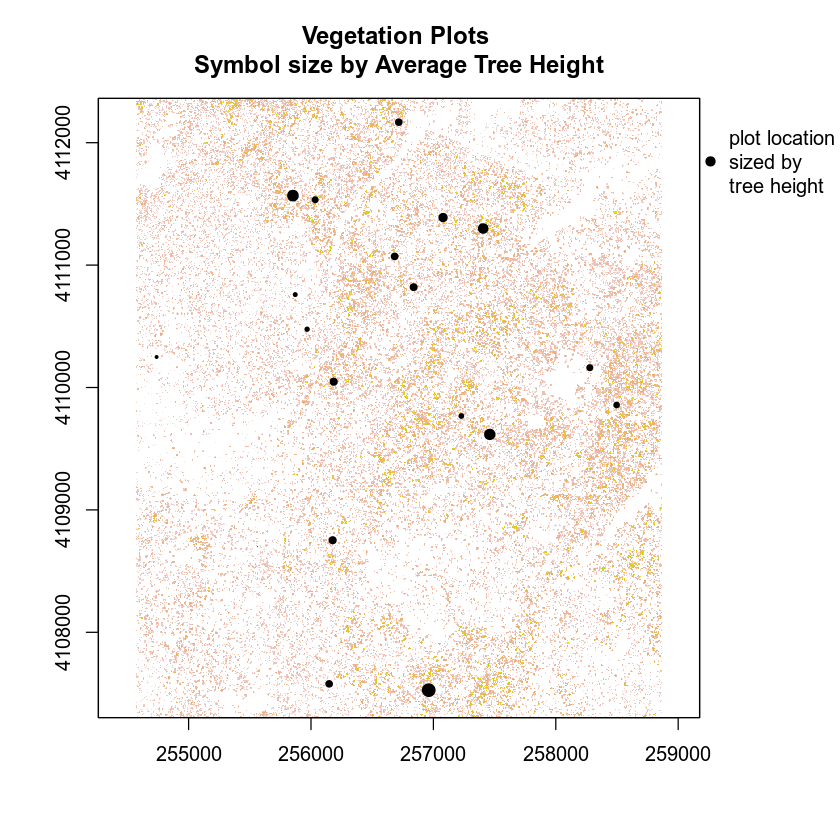 Vegetation Plots
Symbol size by Average Tree Height
plot location
sized by
tree height
4112000
4111000
4110000
4109000
4108000
255000 256000 257000 258000 259000